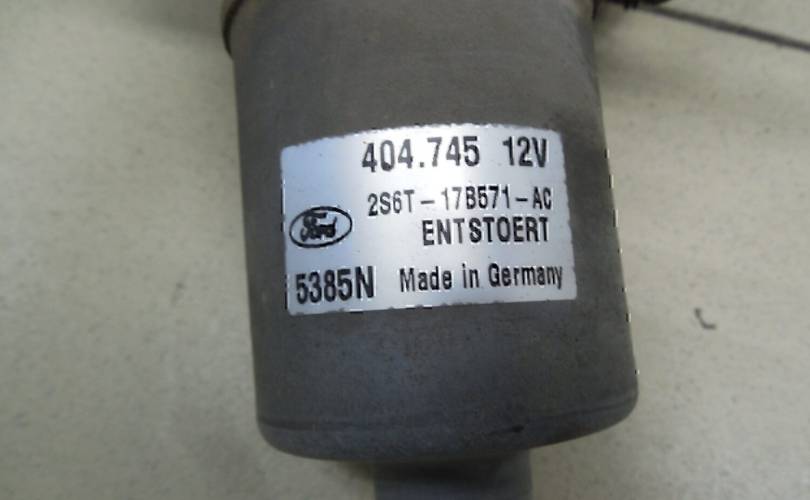 404.745 12V
2S6T-17B571-AC
Ford
ENTSTOERT
5385N Made in Germany